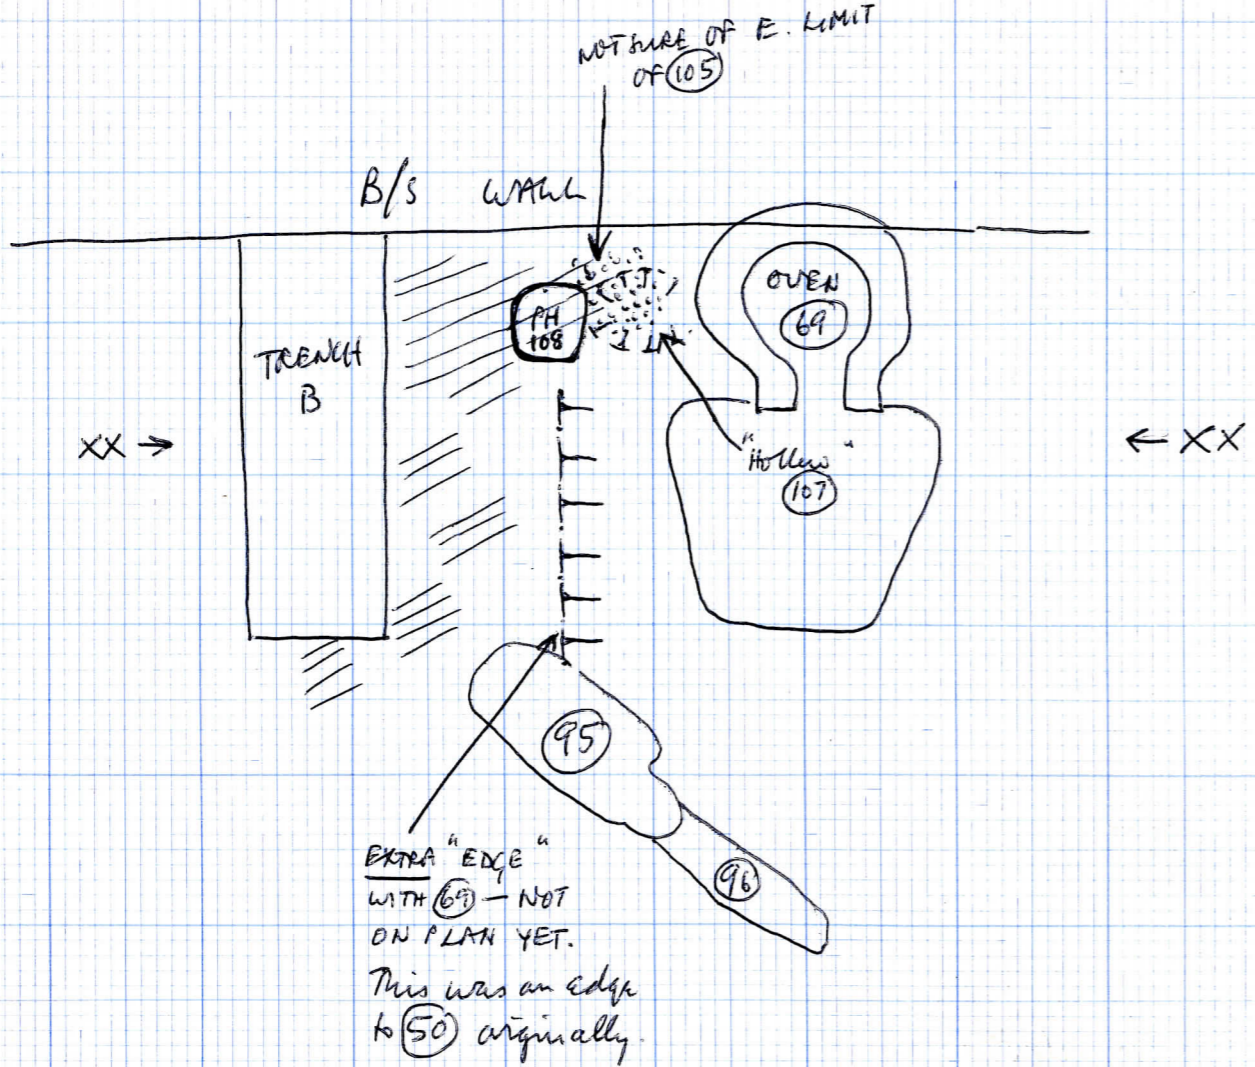 NOT SURE OF E. LIMIT
OF 105
B/S WALL
OVEN
69
PH
108
TRENCH
B
XX →
← XX
"Hollow"
107
95
96
EXTRA "EDGE"
WITH 69 — NOT
ON PLAN YET.
This was an edge
to 50 originally.